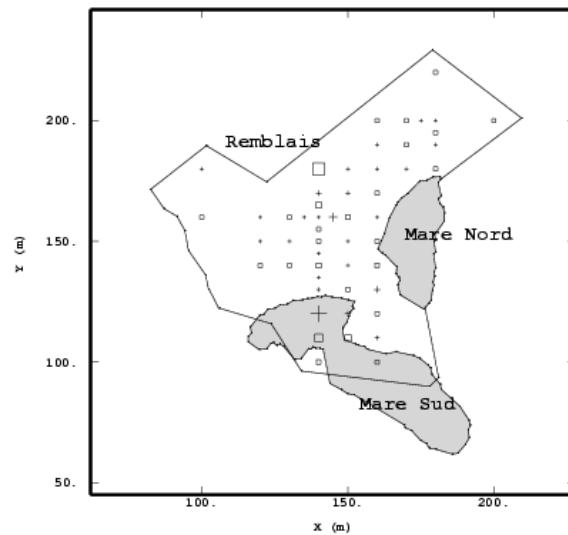 200.
Remblais
150.
Mare Nord
Y (m)
100.
Mare Sud
50.
100. 150. 200.
X (m)